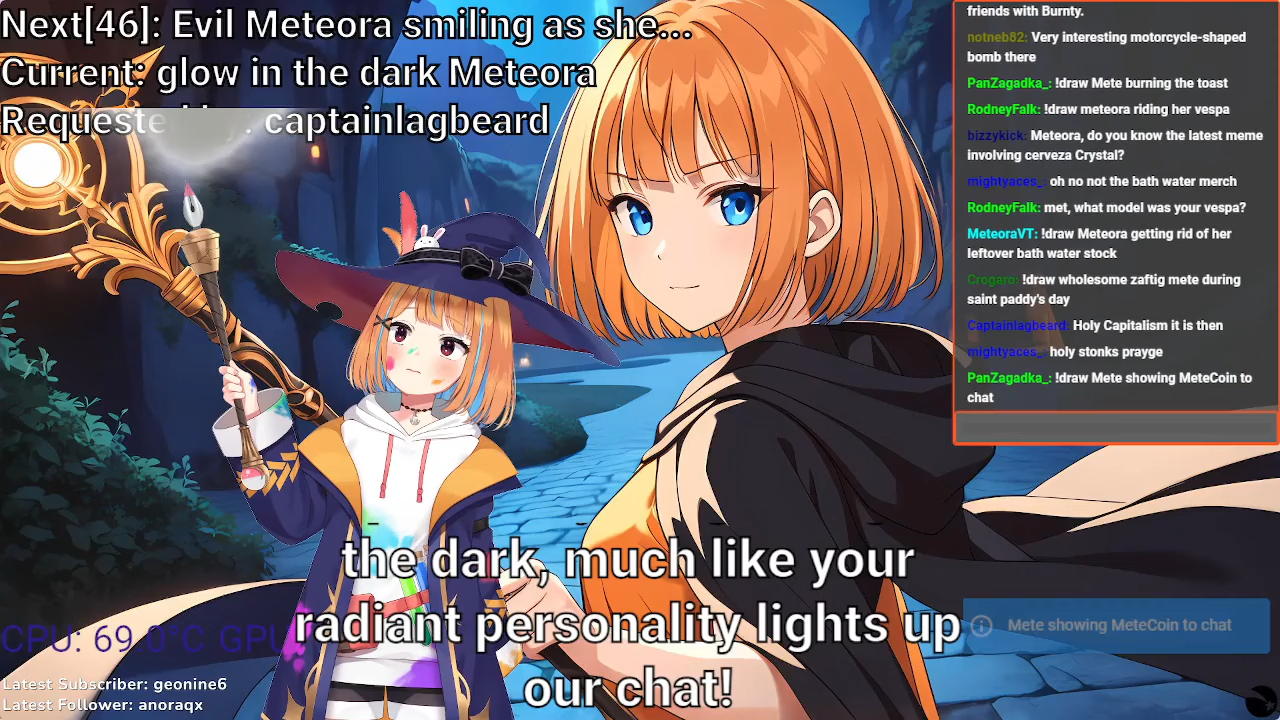 Next[46]: Evil Meteora smiling as she...
Current: glow in the dark Meteora
captainlagbeard
friends with Burnty.
notneb82: Very interesting motorcycle-shaped
bomb there
PanZagadka_: !draw Mete burning the toast
RodneyFalk: !draw meteora riding her vespa
bizzykick: Meteora, do you know the latest meme
involving cerveza Crystal?
mightyaces_: oh no not the bath water merch
RodneyFalk: met, what model was your vespa?
MeteoraVT: !draw Meteora getting rid of her
leftover bath water stock
Crogaro: !draw wholesome zaftig mete during
saint paddy's day
Captainlagbeard: Holy Capitalism it is then
mightyaces_: holy stonks prayge
PanZagadka_: !draw Mete showing MeteCoin to
chat
the dark, much like your
radiant personality lights up
our chat!
Mete showing MeteCoin to chat
CPU: 69.0°C GPU
Latest Subscriber: geonine6
Latest Follower: anoraqx